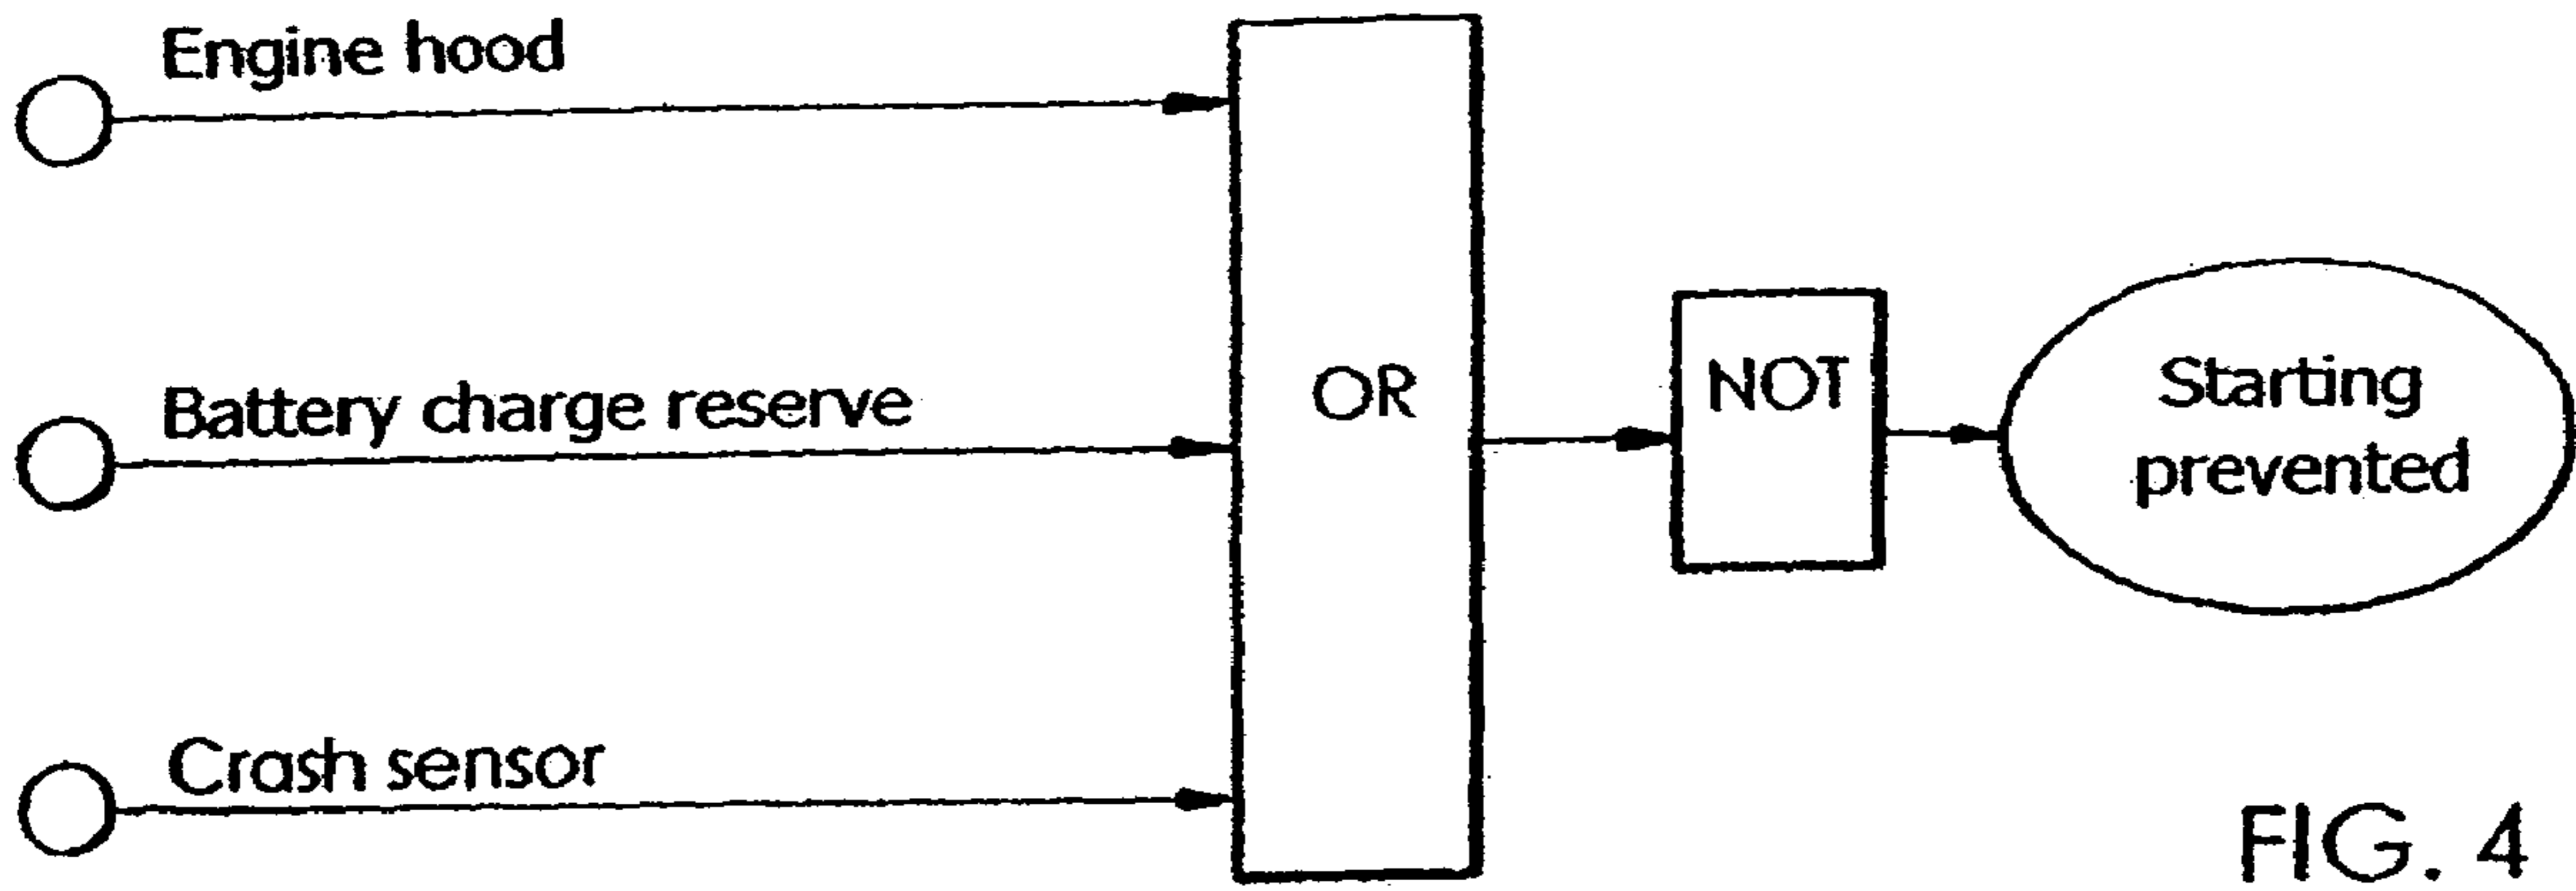 Engine hood
Battery charge reserve
Crash sensor
OR
NOT
Starting
prevented
FIG. 4